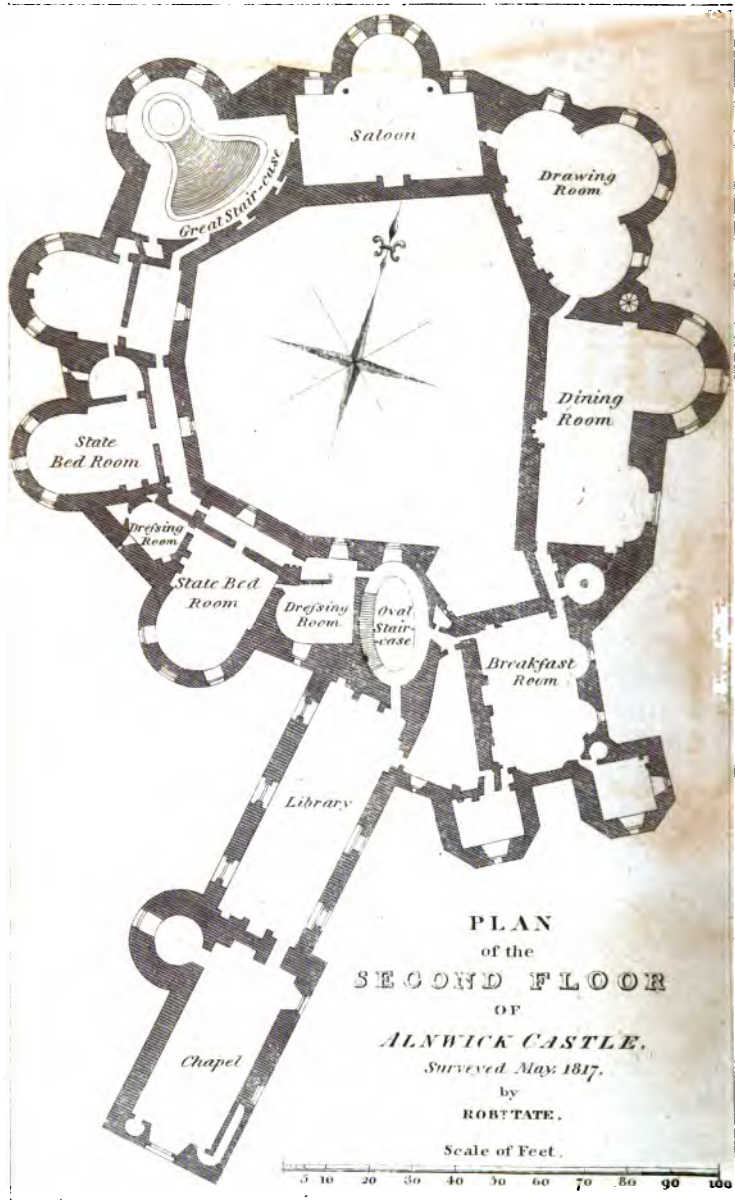 Saloon
Drawing
Room
Great Stair-case
Dining
Room
State
Bed Room
Dreſsing
Room
State Bed
Room
Dreſsing
Room
Oval
Stair-
-case
Breakfast
Room
Library
Chapel
PLAN
of the
SECOND FLOOR
OF
ALNWICK CASTLE.
Surveyed May. 1817.
by
ROBT. TATE.
Scale of Feet.
5 10 20 30 40 50 60 70 80 90 100